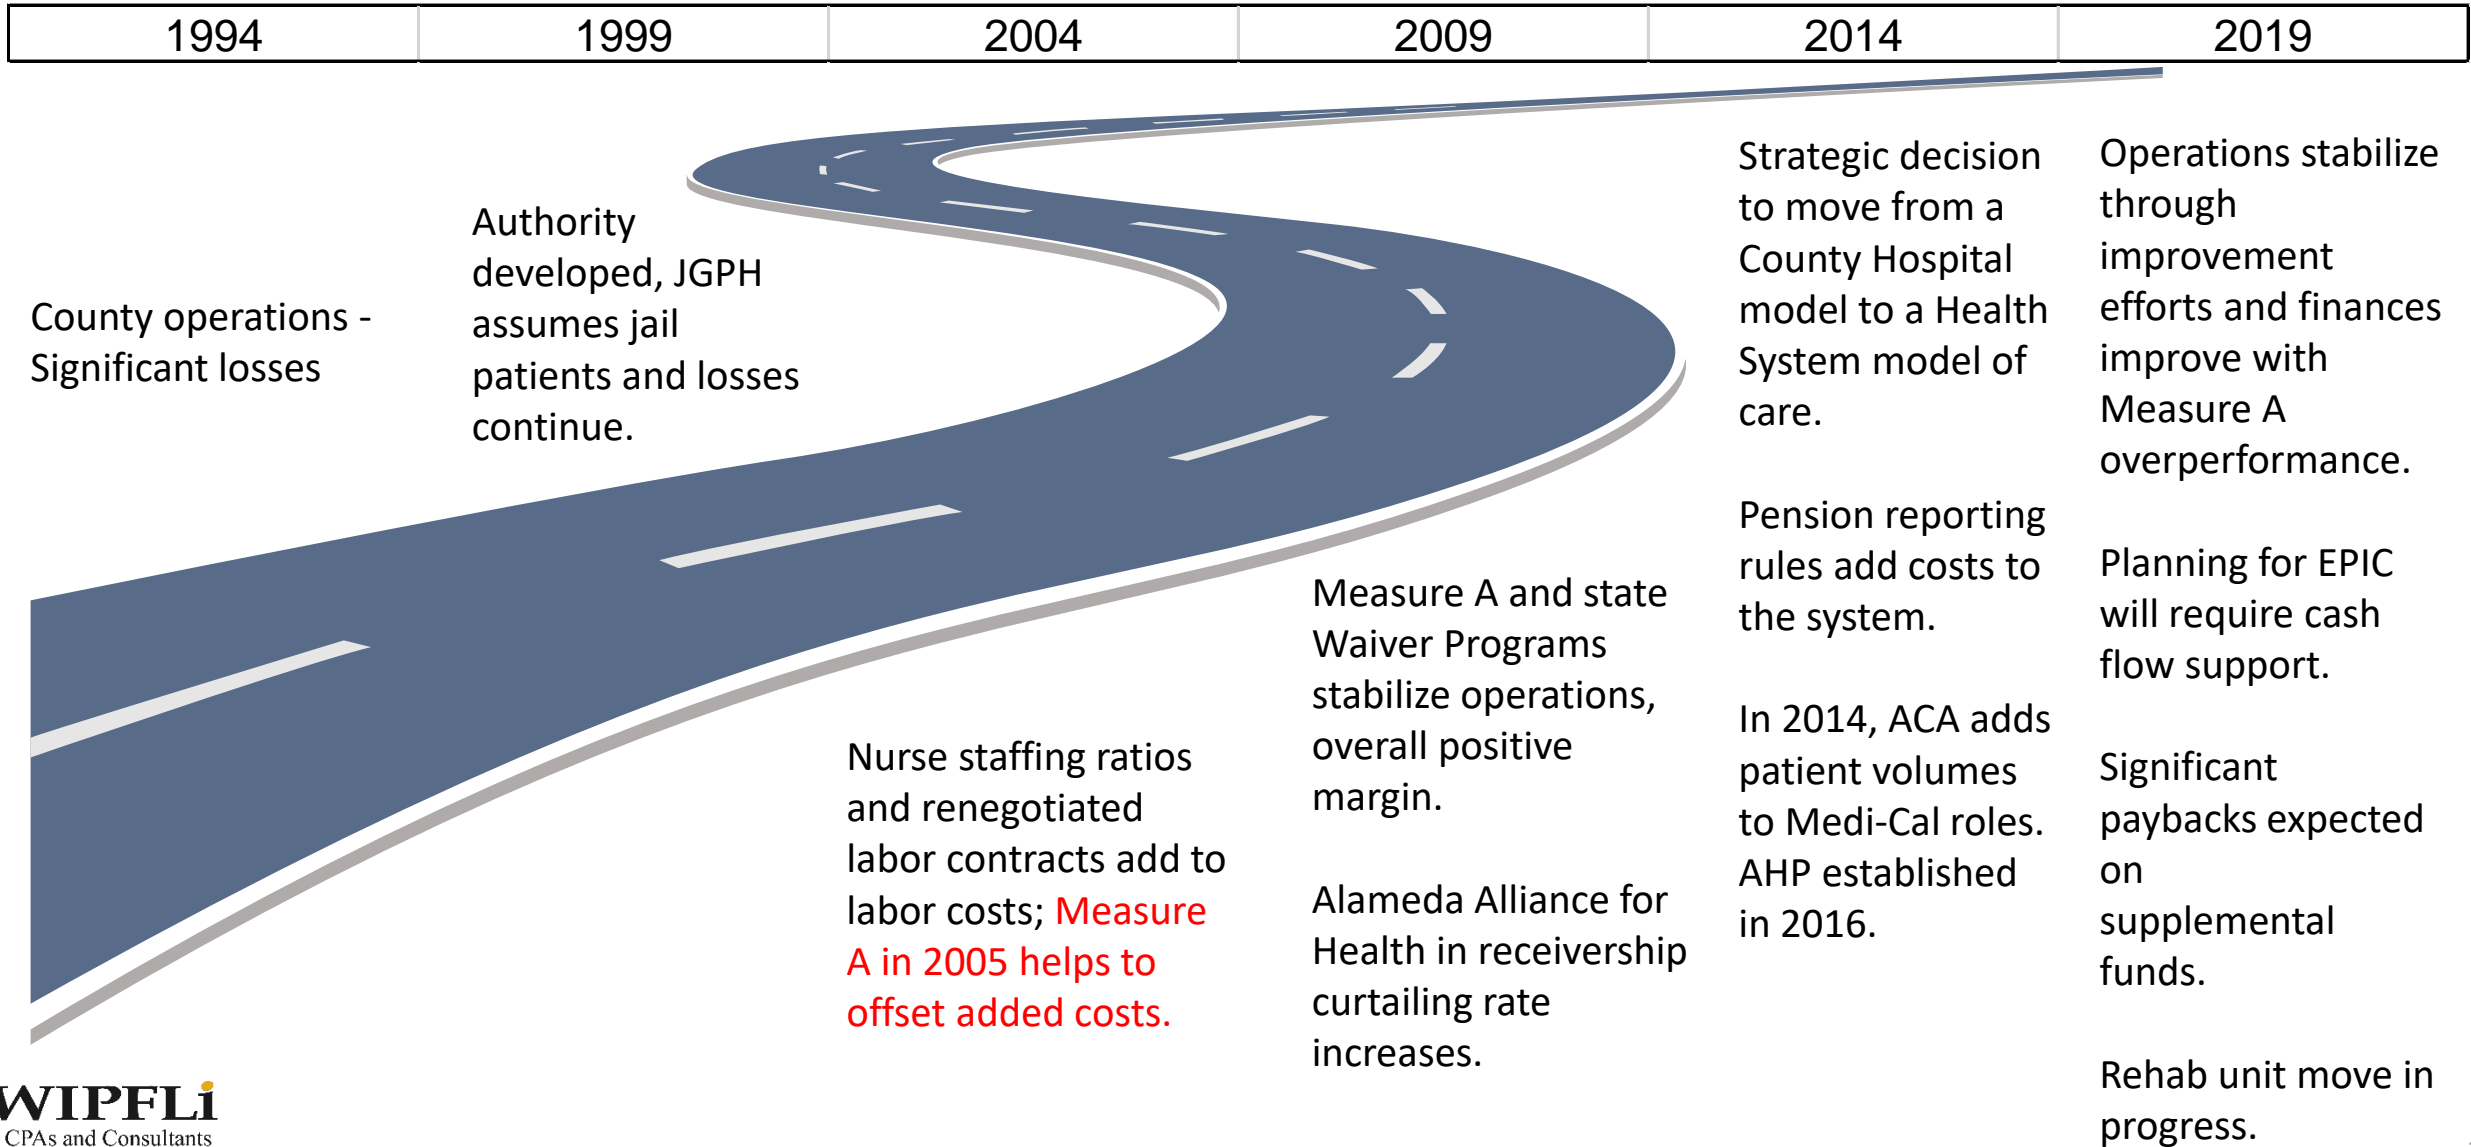 1994 1999 2004 2009 2014 2019
County operations -
Significant losses
Authority
developed, JGPH
assumes jail
patients and losses
continue.
Nurse staffing ratios
and renegotiated
labor contracts add to
labor costs; Measure
A in 2005 helps to
offset added costs.
Measure A and state
Waiver Programs
stabilize operations,
overall positive
margin.
Alameda Alliance for
Health in receivership
curtailing rate
increases.
Strategic decision
to move from a
County Hospital
model to a Health
System model of
care.
Pension reporting
rules add costs to
the system.
In 2014, ACA adds
patient volumes
to Medi-Cal roles.
AHP established
in 2016.
Operations stabilize
through
improvement
efforts and finances
improve with
Measure A
overperformance.
Planning for EPIC
will require cash
flow support.
Significant
paybacks expected
on
supplemental
funds.
Rehab unit move in
progress.
WIPFLi
CPAs and Consultants